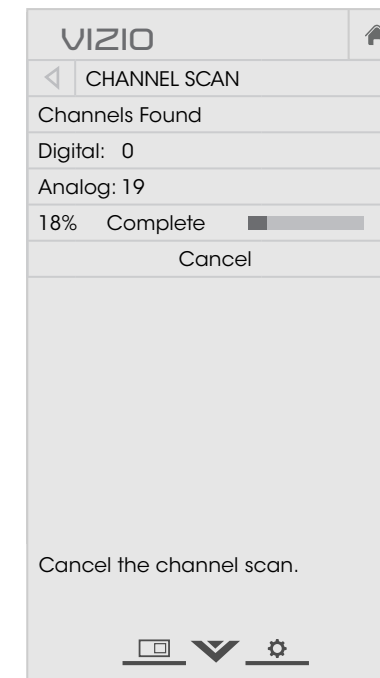 VIZIO
CHANNEL SCAN
Channels Found
Digital: 0
Analog: 19
18% Complete
Cancel
Cancel the channel scan.